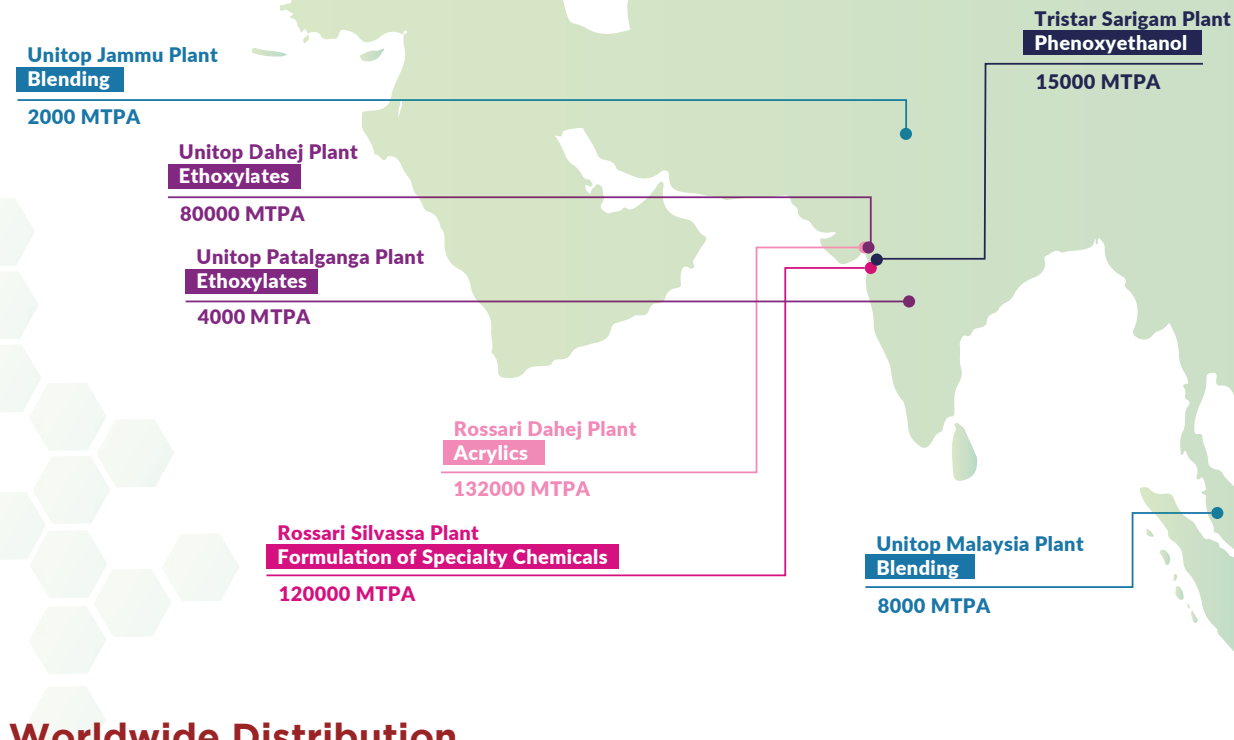 Tristar Sarigam Plant
Phenoxyethanol
15000 MTPA
Unitop Jammu Plant
Blending
2000 MTPA
Unitop Dahej Plant
Ethoxylates
80000 MTPA
Unitop Patalganga Plant
Ethoxylates
4000 MTPA
Rossari Dahej Plant
Acrylics
132000 MTPA
Rossari Silvassa Plant
Formulation of Specialty Chemicals
120000 MTPA
Unitop Malaysia Plant
Blending
8000 MTPA
Worldwide Distribution